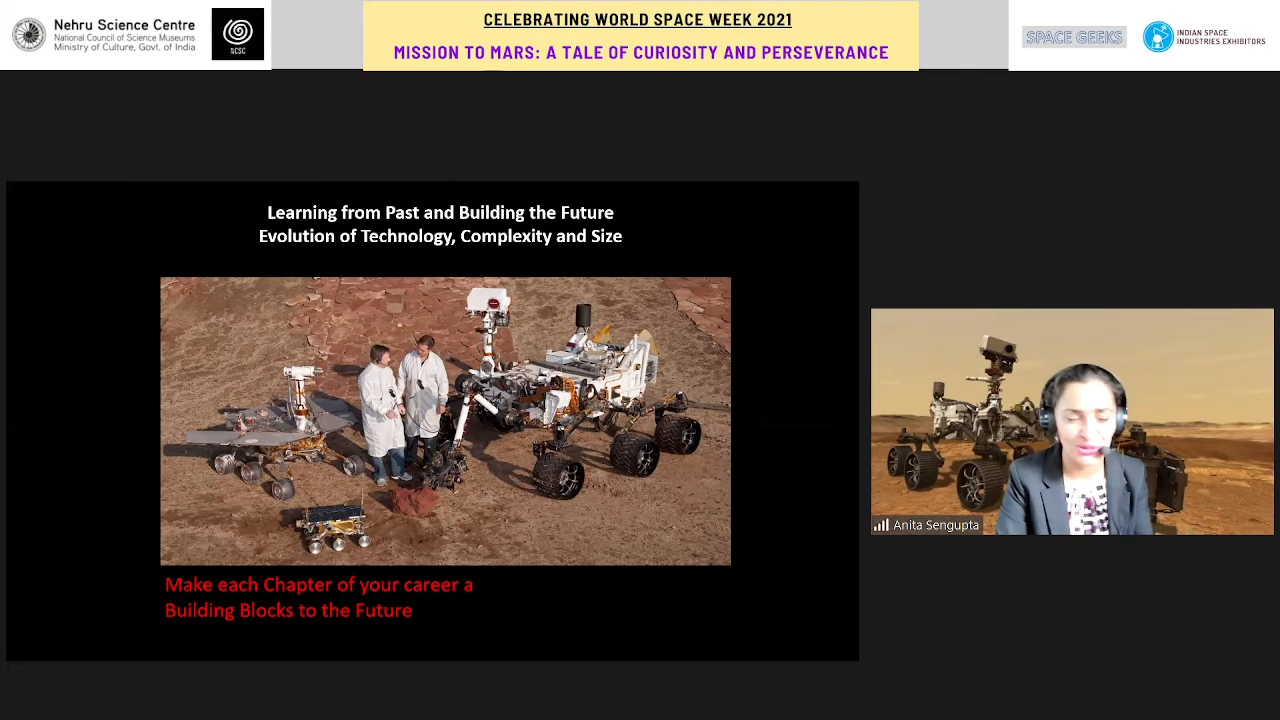 Nehru Science Centre
National Council of Science Museums
Ministry of Culture, Govt. of India
NCSC
CELEBRATING WORLD SPACE WEEK 2021
MISSION TO MARS: A TALE OF CURIOSITY AND PERSEVERANCE
SPACE GEEKS
INDIAN SPACE
INDUSTRIES EXHIBITORS
Learning from Past and Building the Future
Evolution of Technology, Complexity and Size
Make each Chapter of your career a
Building Blocks to the Future
Anita Sengupta